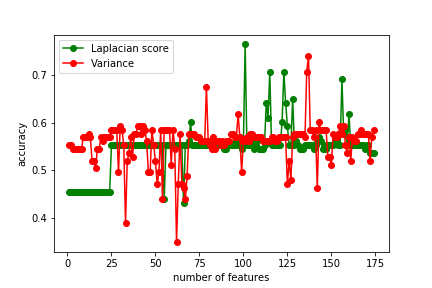 Laplacian score
Variance
accuracy
0.7
0.6
0.5
0.4
0 25 50 75 100 125 150 175
number of features